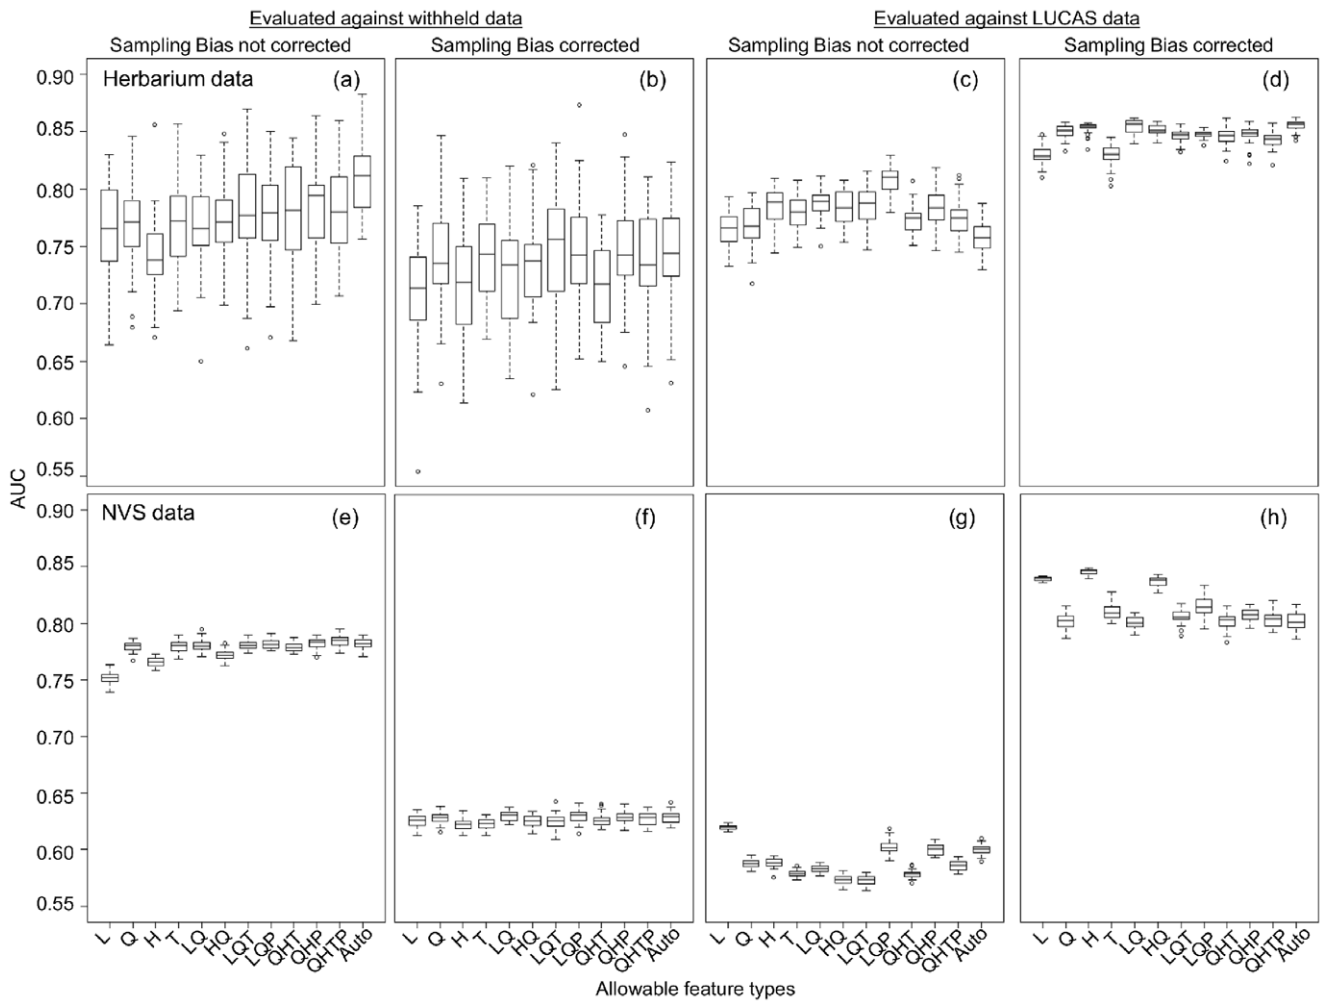 Evaluated against withheld data Evaluated against LUCAS data
Sampling Bias not corrected Sampling Bias corrected Sampling Bias not corrected Sampling Bias corrected
Herbarium data (a) (b) (c) (d)
0.90
0.85
0.80
0.75
0.70
0.65
0.60
0.55
AUC
NVS data (e) (f) (g) (h)
0.90
0.85
0.80
0.75
0.70
0.65
0.60
0.55
L Q H T LQ HQ LQT LQP QHT QHP QHTP Auto
L Q H T LQ HQ LQT LQP QHT QHP QHTP Auto
L Q H T LQ HQ LQT LQP QHT QHP QHTP Auto
L Q H T LQ HQ LQT LQP QHT QHP QHTP Auto
Allowable feature types